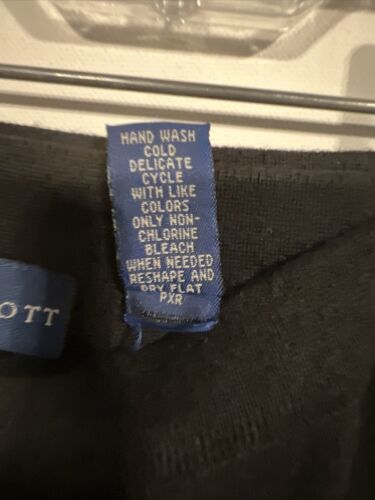 HAND WASH
COLD
DELICATE
CYCLE
WITH LIKE
COLORS
ONLY NON-
CHLORINE
BLEACH
WHEN NEEDED
RESHAPE AND
DRY FLAT
PXR
OTT